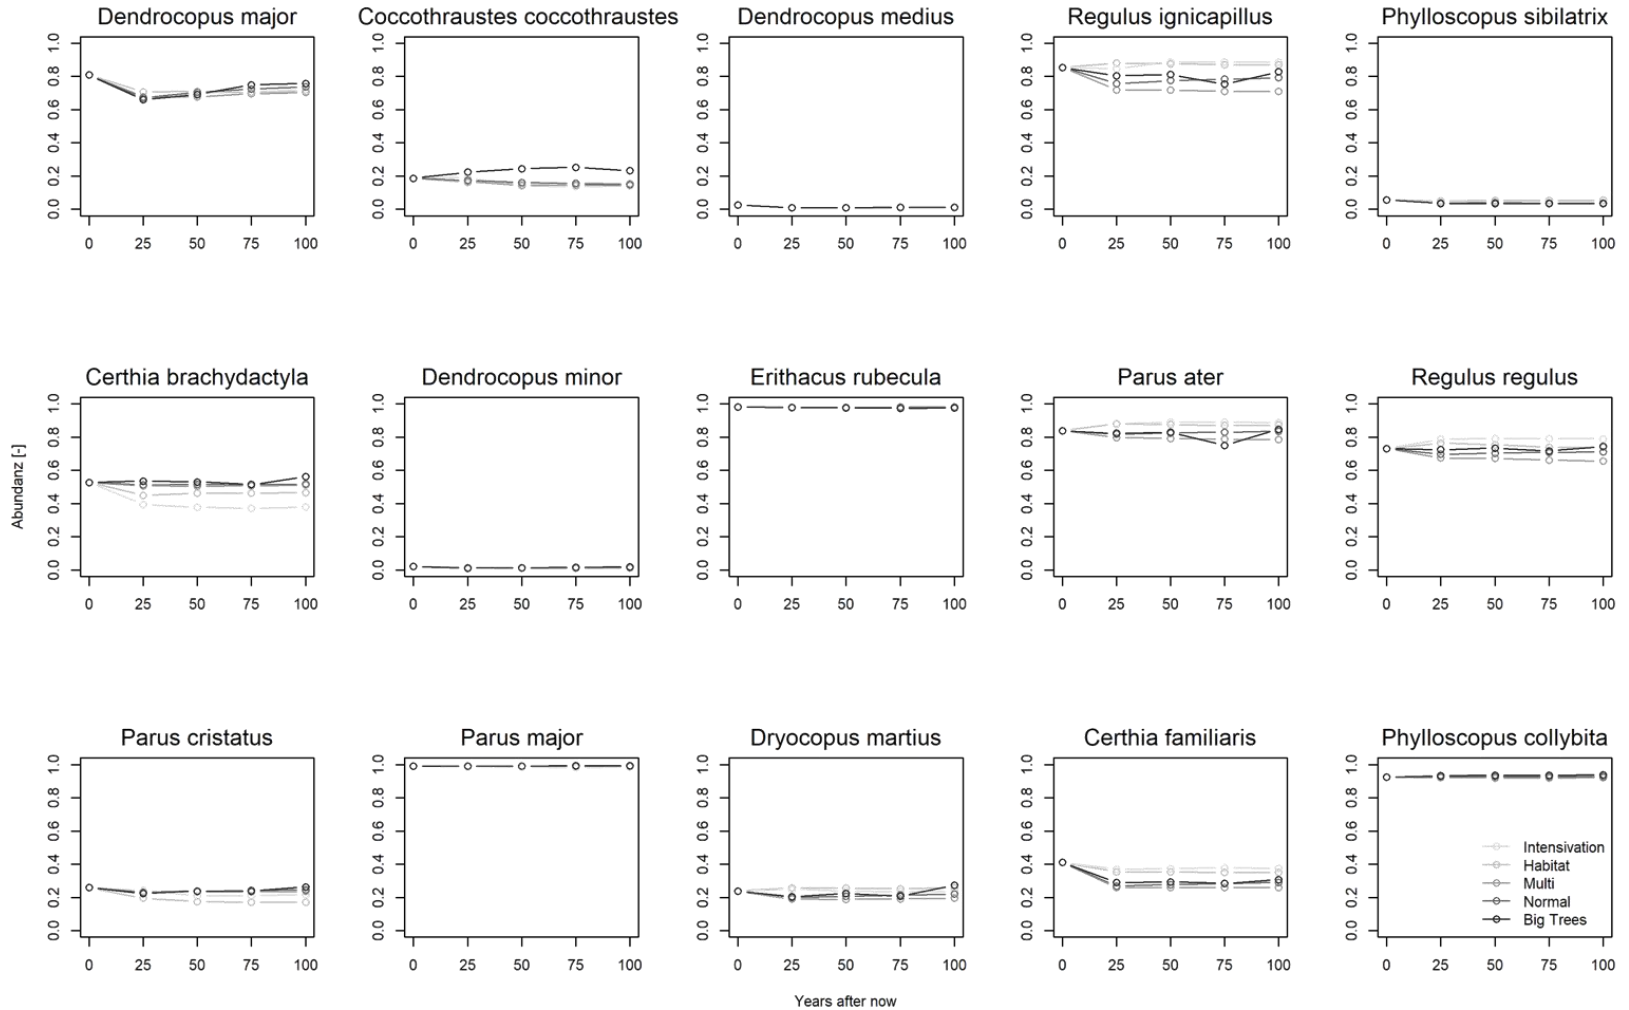 Dendrocopus major
Coccothraustes coccothraustes
Dendrocopus medius
Regulus ignicapillus
Phylloscopus sibilatrix
0.0 0.2 0.4 0.6 0.8 1.0
0.0 0.2 0.4 0.6 0.8 1.0
0.0 0.2 0.4 0.6 0.8 1.0
0.0 0.2 0.4 0.6 0.8 1.0
0.0 0.2 0.4 0.6 0.8 1.0
0 25 50 75 100
0 25 50 75 100
0 25 50 75 100
0 25 50 75 100
0 25 50 75 100
Abundanz [-]
Certhia brachydactyla
Dendrocopus minor
Erithacus rubecula
Parus ater
Regulus regulus
0.0 0.2 0.4 0.6 0.8 1.0
0.0 0.2 0.4 0.6 0.8 1.0
0.0 0.2 0.4 0.6 0.8 1.0
0.0 0.2 0.4 0.6 0.8 1.0
0.0 0.2 0.4 0.6 0.8 1.0
0 25 50 75 100
0 25 50 75 100
0 25 50 75 100
0 25 50 75 100
0 25 50 75 100
Parus cristatus
Parus major
Dryocopus martius
Certhia familiaris
Phylloscopus collybita
0.0 0.2 0.4 0.6 0.8 1.0
0.0 0.2 0.4 0.6 0.8 1.0
0.0 0.2 0.4 0.6 0.8 1.0
0.0 0.2 0.4 0.6 0.8 1.0
0.0 0.2 0.4 0.6 0.8 1.0
Intensivation
Habitat
Multi
Normal
Big Trees
0 25 50 75 100
0 25 50 75 100
0 25 50 75 100
0 25 50 75 100
0 25 50 75 100
Years after now